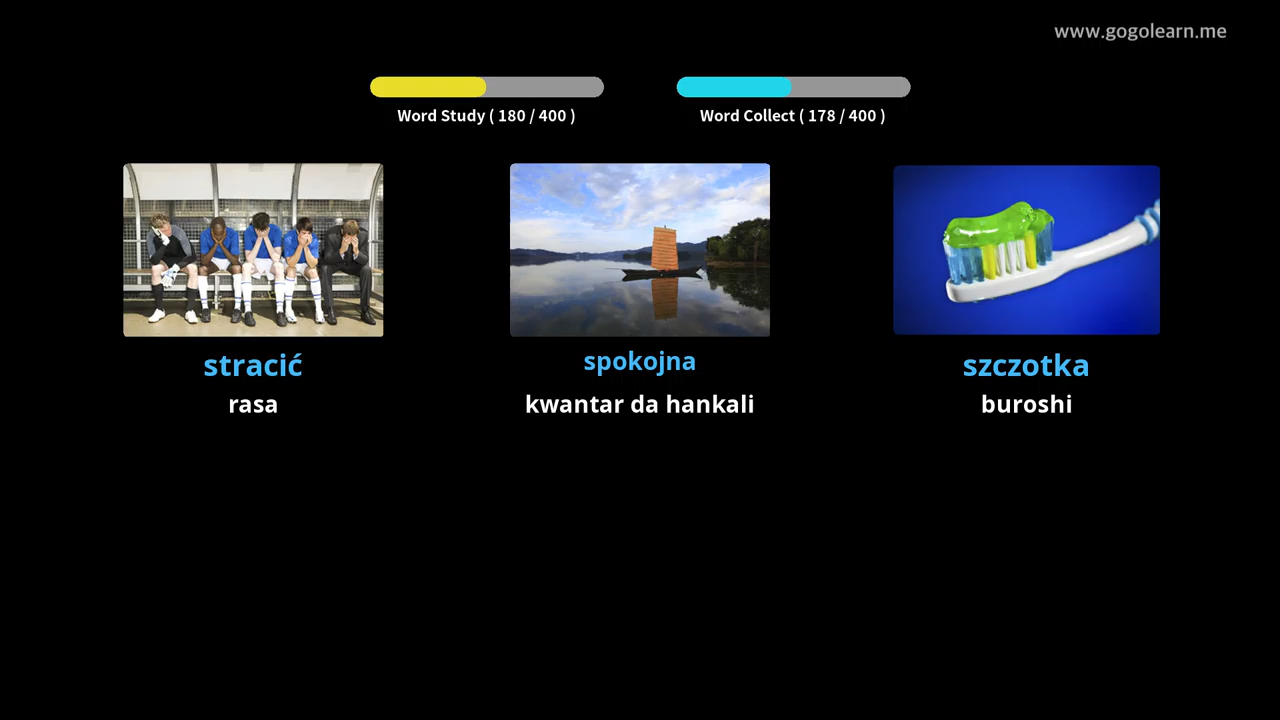 www.gogolearn.me
Word Study ( 180 / 400 )
Word Collect ( 178 / 400 )
stracić
spokojna
szczotka
rasa
kwantar da hankali
buroshi